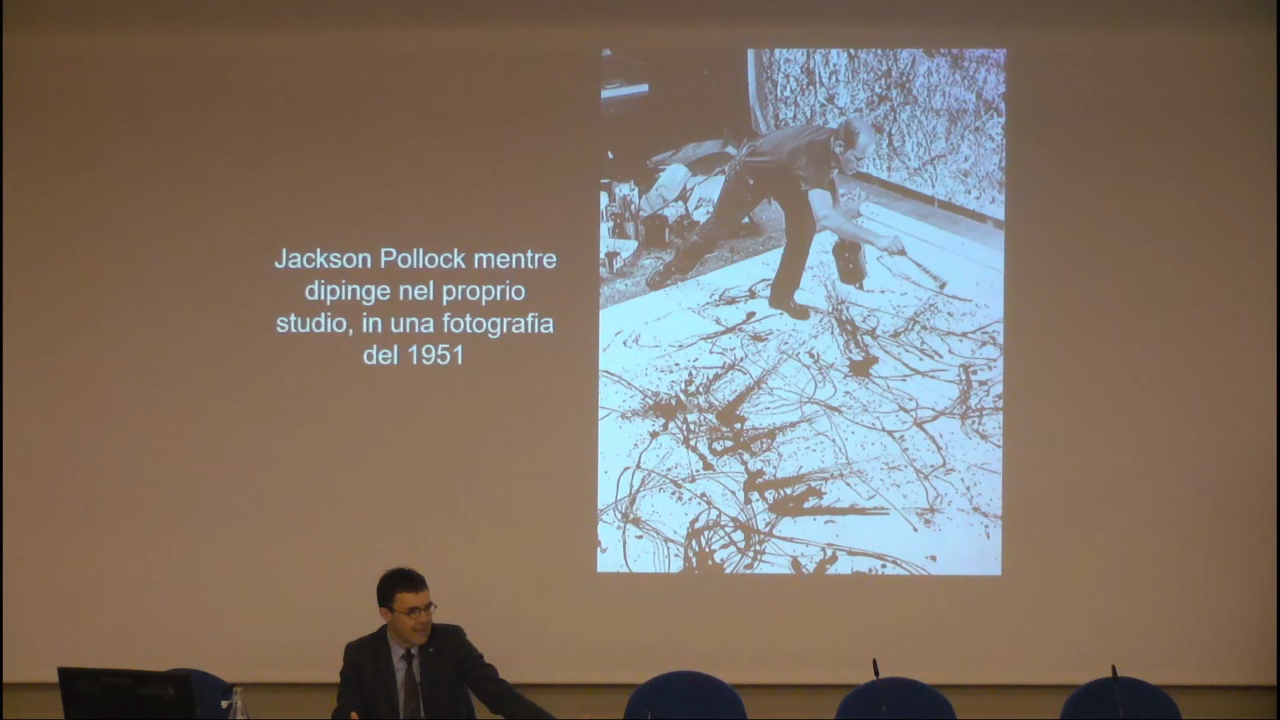 Jackson Pollock mentre
dipinge nel proprio
studio, in una fotografia
del 1951